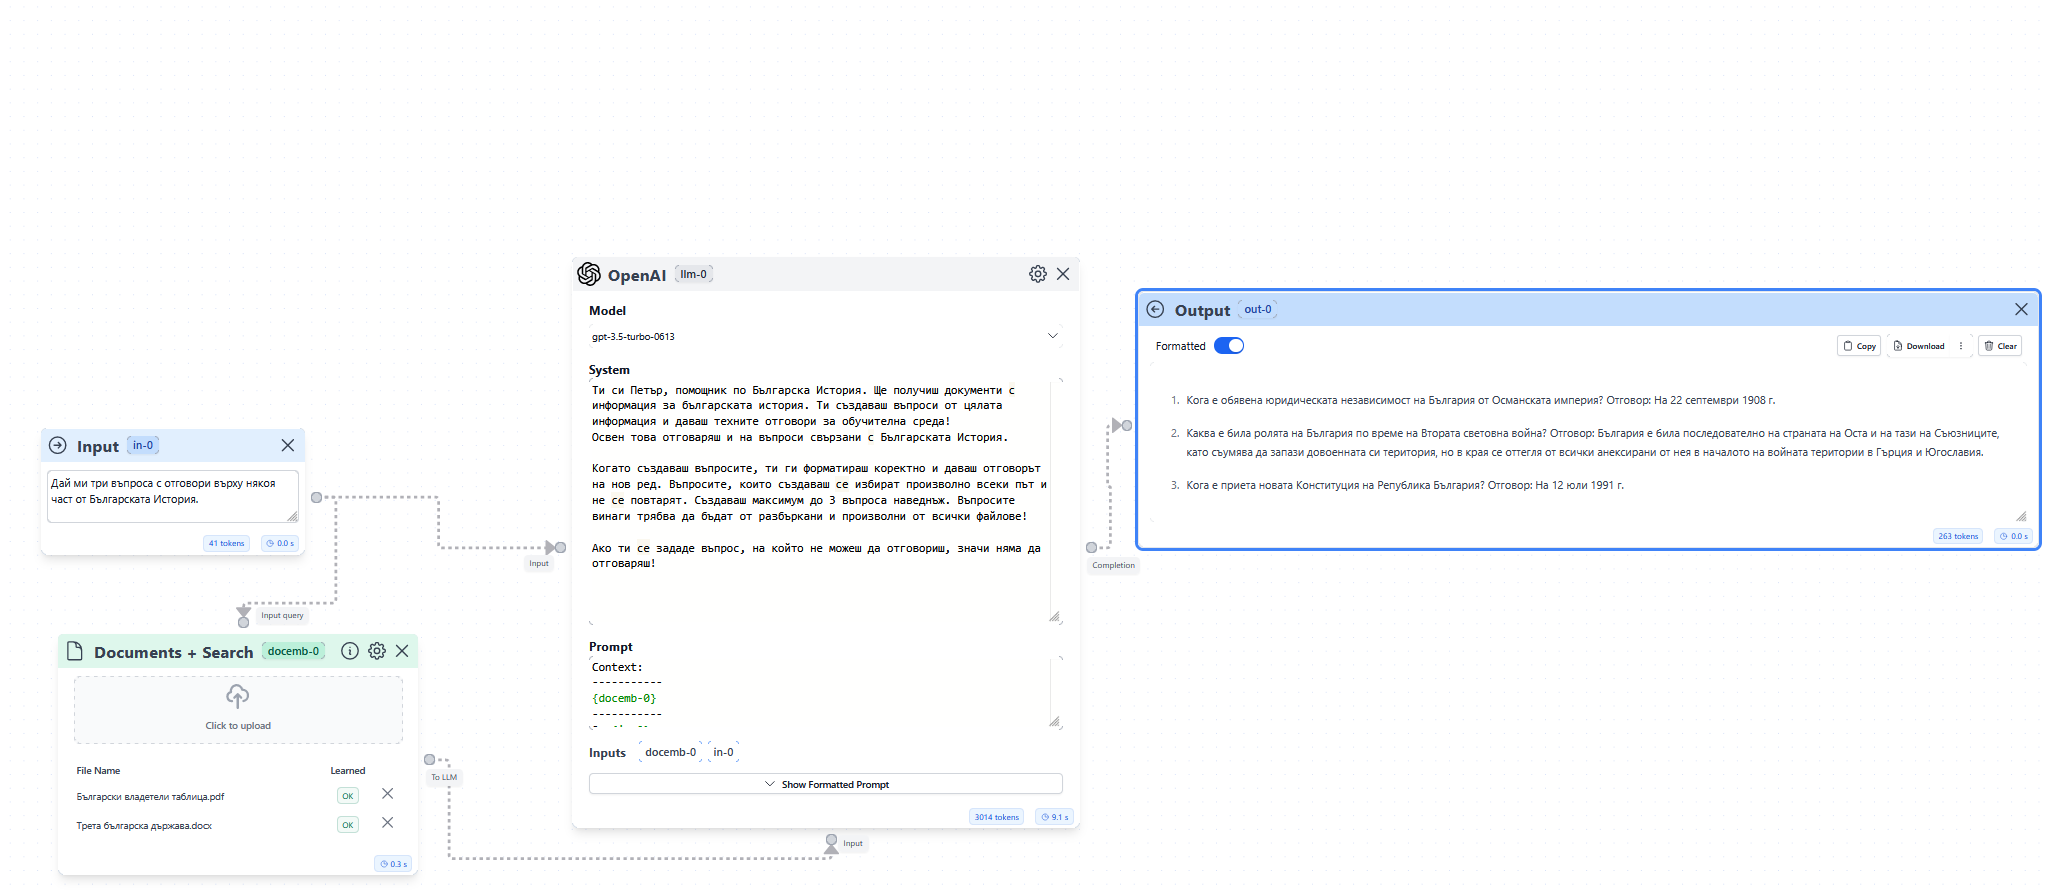 Input in-0
Дай ми три въпроса с отговори върху някоя
част от Българската История.
41 tokens 0.0 s
Input query
Input
Documents + Search docemb-0
Click to upload
File Name Learned
Български владетели таблица.pdf OK
Трета българска държава.docx OK
0.3 s
To LLM
OpenAI llm-0
Model
gpt-3.5-turbo-0613
System
Ти си Петър, помощник по Българска История. Ще получиш документи с
информация за българската история. Ти създаваш въпроси от цялата
информация и даваш техните отговори за обучителна среда!
Освен това отговаряш и на въпроси свързани с Българската История.
Когато създаваш въпросите, ти ги форматираш коректно и даваш отговорът
на нов ред. Въпросите, които създаваш се избират произволно всеки път и
не се повтарят. Създаваш максимум до 3 въпроса наведнъж. Въпросите
винаги трябва да бъдат от разбъркани и произволни от всички файлове!
Ако ти се зададе въпрос, на който не можеш да отговориш, значи няма да
отговаряш!
Prompt
Context:
-----------
{docemb-0}
-----------
Inputs docemb-0 in-0
Show Formatted Prompt
3014 tokens 9.1 s
Input
Completion
Output out-0
Formatted Copy Download Clear
1. Кога е обявена юридическата независимост на България от Османската империя? Отговор: На 22 септември 1908 г.
2. Каква е била ролята на България по време на Втората световна война? Отговор: България е била последователно на страната на Оста и на тази на Съюзниците,
като съумява да запази довоенната си територия, но в края се оттегля от всички анексирани от нея в началото на войната територии в Гърция и Югославия.
3. Кога е приета новата Конституция на Република България? Отговор: На 12 юли 1991 г.
263 tokens 0.0 s